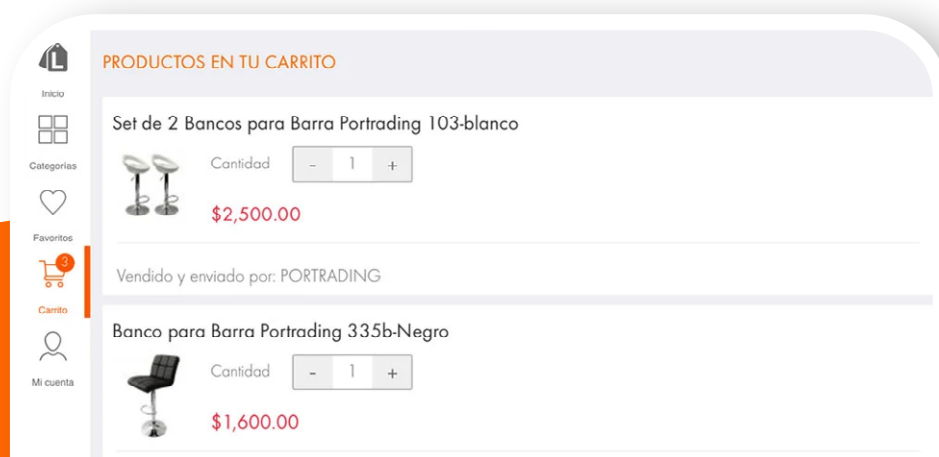 L
Inicio
Categorias
Favoritos
3
Carrito
Mi cuenta
PRODUCTOS EN TU CARRITO
Set de 2 Bancos para Barra Portrading 103-blanco
Cantidad - 1 +
$2,500.00
Vendido y enviado por: PORTRADING
Banco para Barra Portrading 335b-Negro
Cantidad - 1 +
$1,600.00